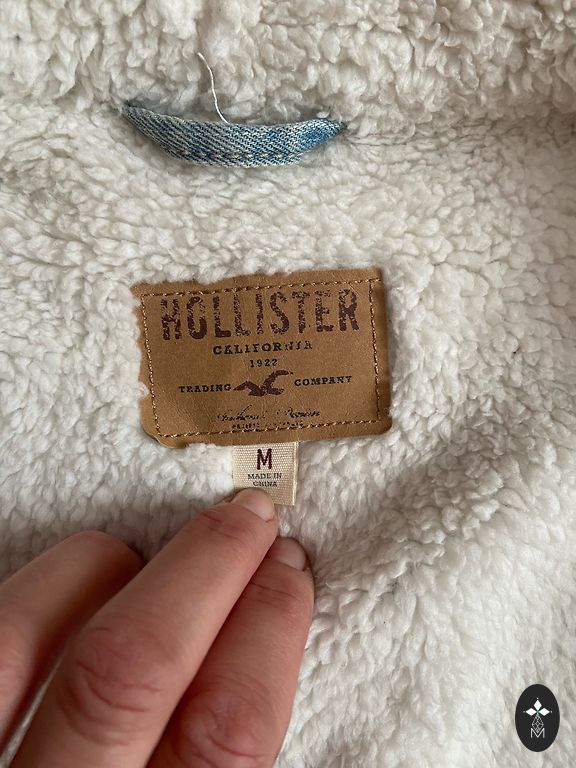 HOLLISTER
CALIFORNIA
1922
TRADING COMPANY
M
MADE IN
CHINA